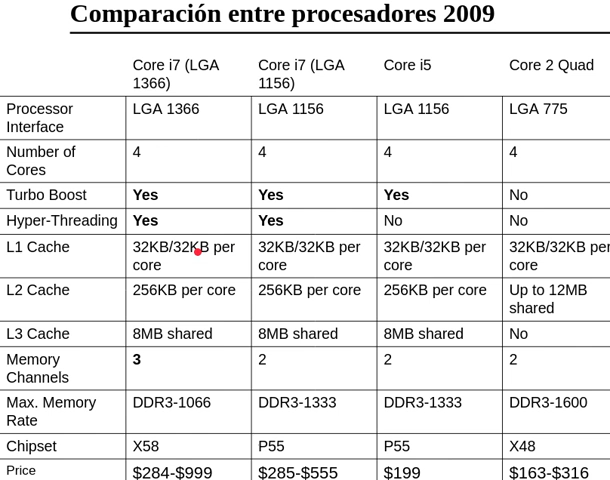 Comparación entre procesadores 2009
Core i7 (LGA 1366) Core i7 (LGA 1156) Core i5 Core 2 Quad
Processor Interface LGA 1366 LGA 1156 LGA 1156 LGA 775
Number of Cores 4 4 4 4
Turbo Boost Yes Yes Yes No
Hyper-Threading Yes Yes No No
L1 Cache 32KB/32KB per core 32KB/32KB per core 32KB/32KB per core 32KB/32KB per core
L2 Cache 256KB per core 256KB per core 256KB per core Up to 12MB shared
L3 Cache 8MB shared 8MB shared 8MB shared No
Memory Channels 3 2 2 2
Max. Memory Rate DDR3-1066 DDR3-1333 DDR3-1333 DDR3-1600
Chipset X58 P55 P55 X48
Price $284-$999 $285-$555 $199 $163-$316